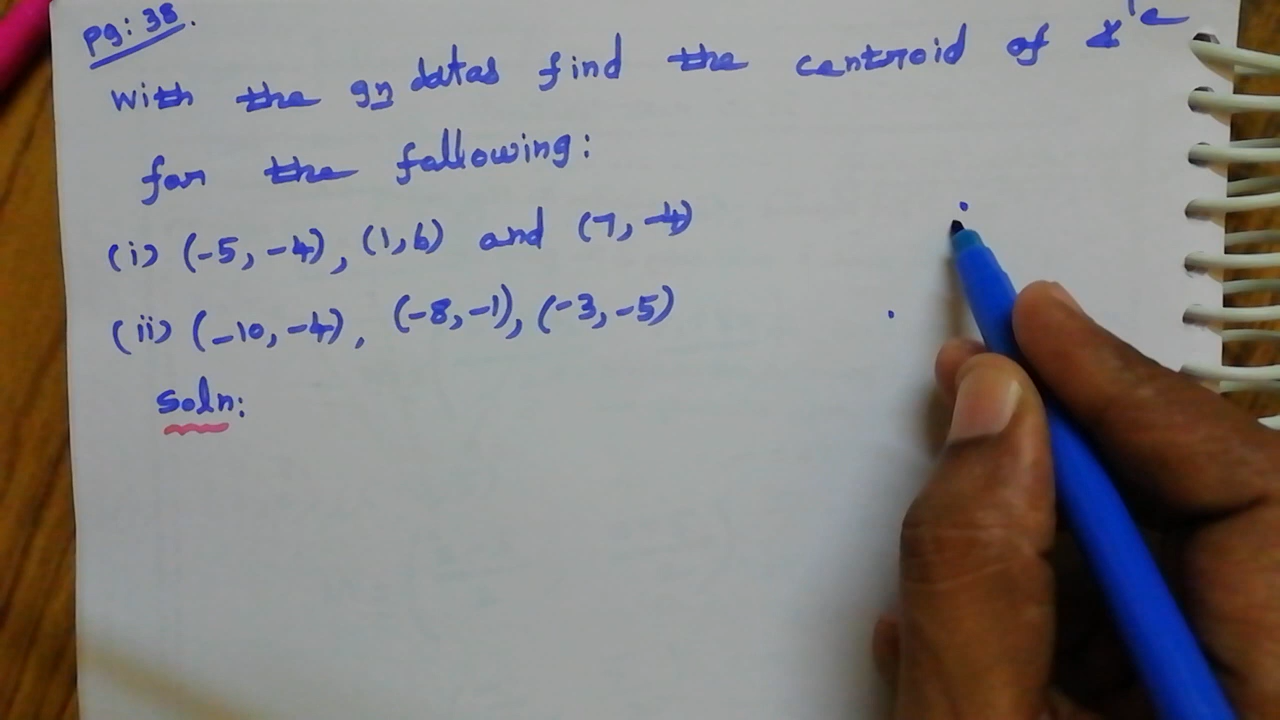 Pg: 38.
With the gn datas find the centroid of
for the following:
(i) (-5, -4), (1, 6) and (7, -4)
(ii) (-10, -4), (-8, -1), (-3, -5)
Soln: